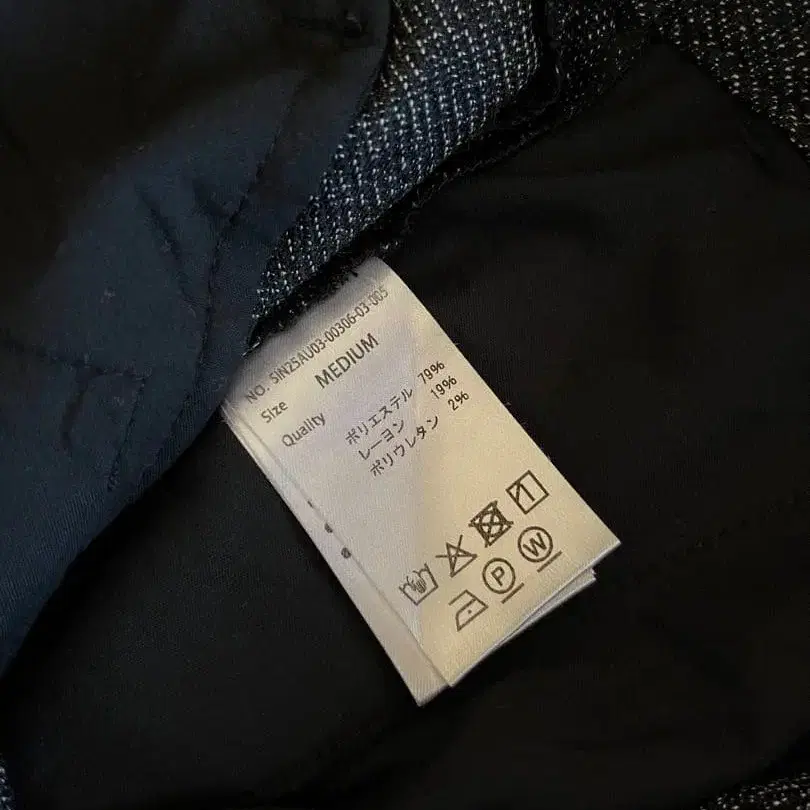 NO. SIN25AU03-00306-03-005
Size MEDIUM
Quality
ポリエステル 79%
レーヨン 19%
ポリウレタン 2%
P W